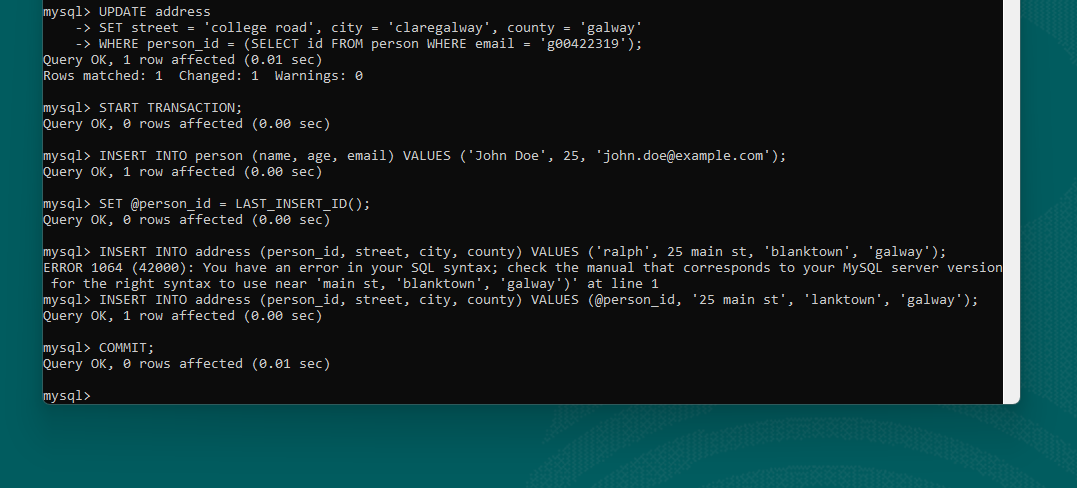 mysql> UPDATE address
    -> SET street = 'college road', city = 'claregalway', county = 'galway'
    -> WHERE person_id = (SELECT id FROM person WHERE email = 'g00422319');
Query OK, 1 row affected (0.01 sec)
Rows matched: 1  Changed: 1  Warnings: 0
mysql> START TRANSACTION;
Query OK, 0 rows affected (0.00 sec)
mysql> INSERT INTO person (name, age, email) VALUES ('John Doe', 25, 'john.doe@example.com');
Query OK, 1 row affected (0.00 sec)
mysql> SET @person_id = LAST_INSERT_ID();
Query OK, 0 rows affected (0.00 sec)
mysql> INSERT INTO address (person_id, street, city, county) VALUES ('ralph', 25 main st, 'blanktown', 'galway');
ERROR 1064 (42000): You have an error in your SQL syntax; check the manual that corresponds to your MySQL server version
 for the right syntax to use near 'main st, 'blanktown', 'galway')' at line 1
mysql> INSERT INTO address (person_id, street, city, county) VALUES (@person_id, '25 main st', 'lanktown', 'galway');
Query OK, 1 row affected (0.00 sec)
mysql> COMMIT;
Query OK, 0 rows affected (0.01 sec)
mysql>